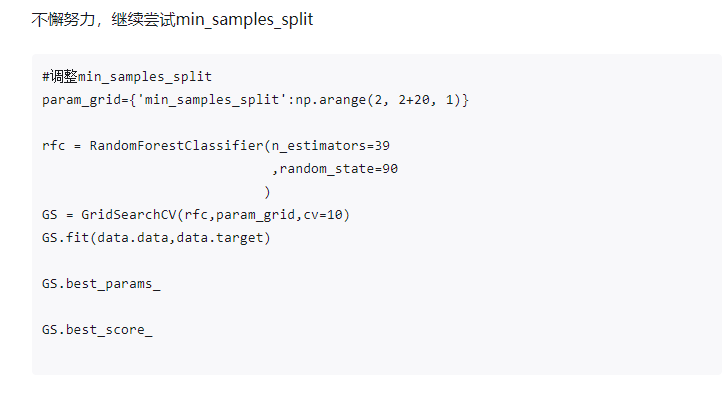 不懈努力，继续尝试min_samples_split
#调整min_samples_split
param_grid={'min_samples_split':np.arange(2, 2+20, 1)}
rfc = RandomForestClassifier(n_estimators=39
,random_state=90
)
GS = GridSearchCV(rfc,param_grid,cv=10)
GS.fit(data.data,data.target)
GS.best_params_
GS.best_score_